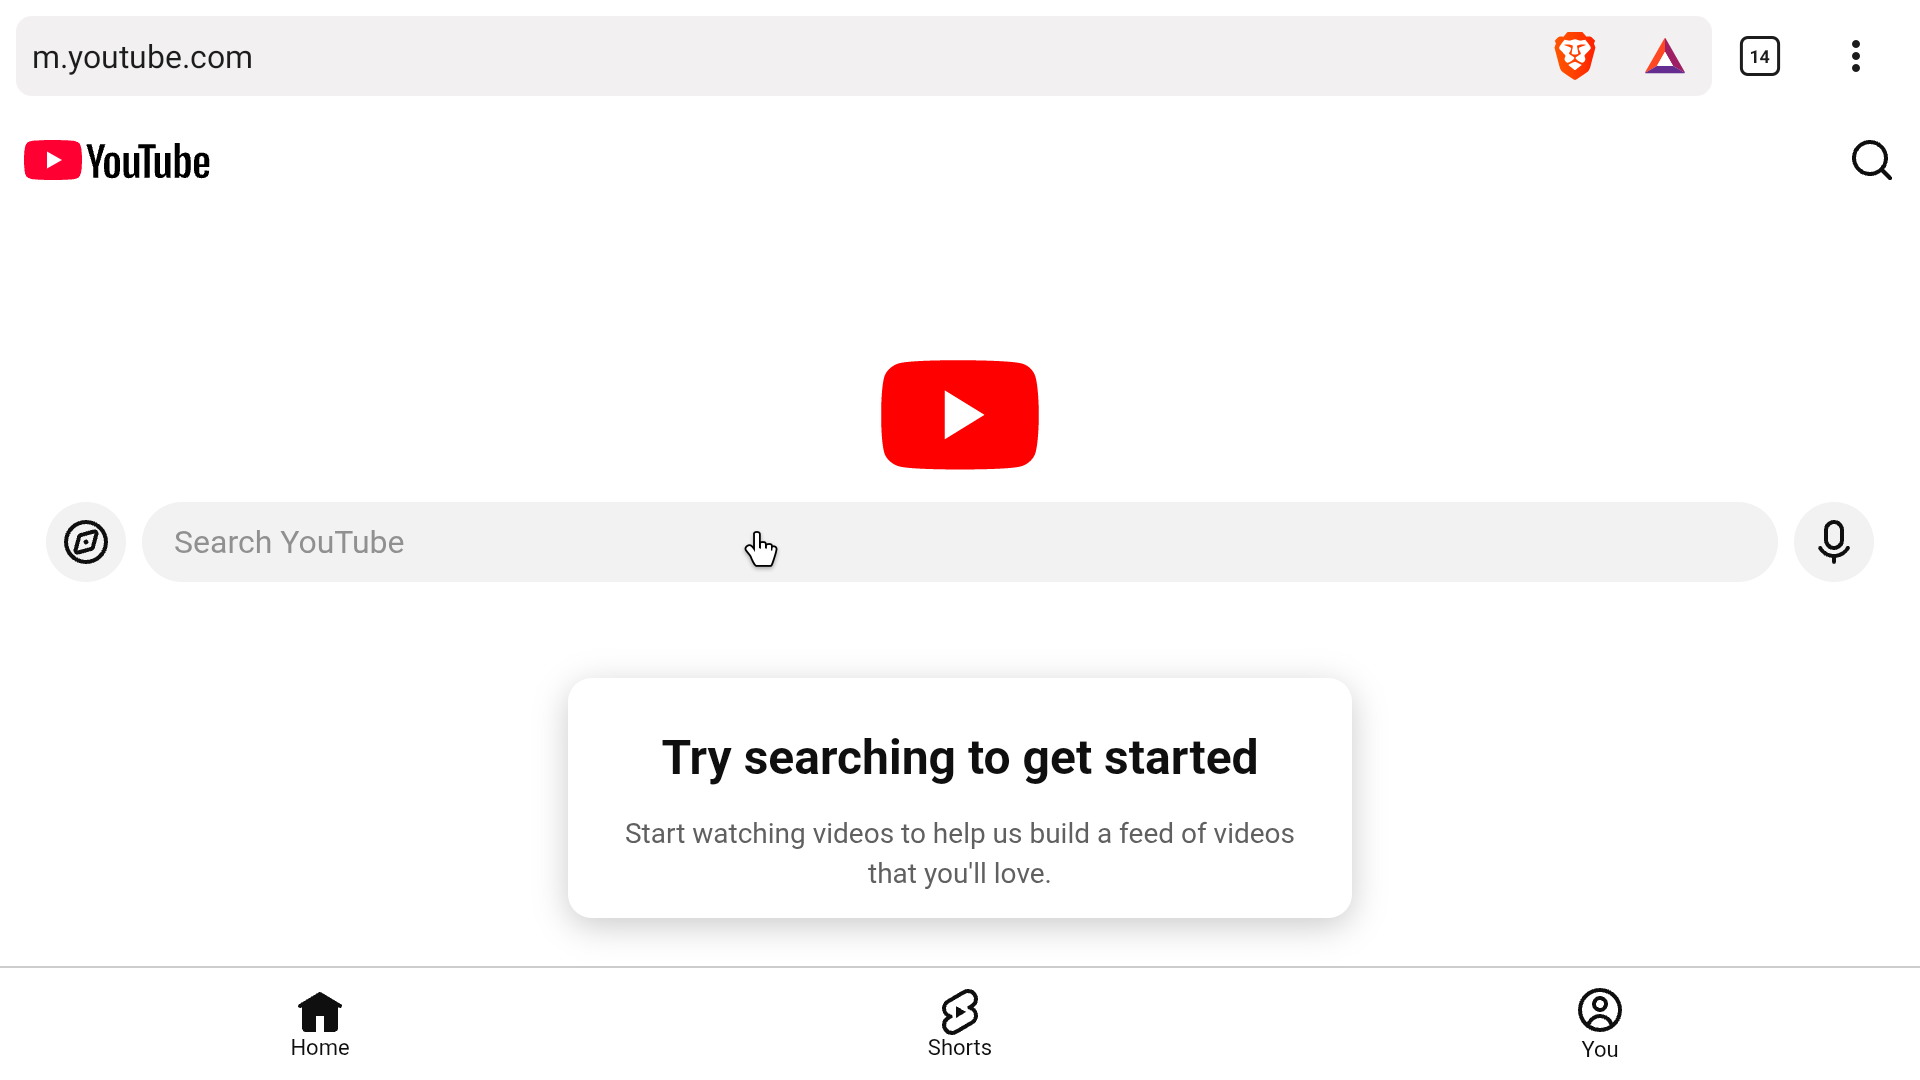 m.youtube.com
14
YouTube
Search YouTube
Try searching to get started
Start watching videos to help us build a feed of videos
that you'll love.
Home
Shorts
You